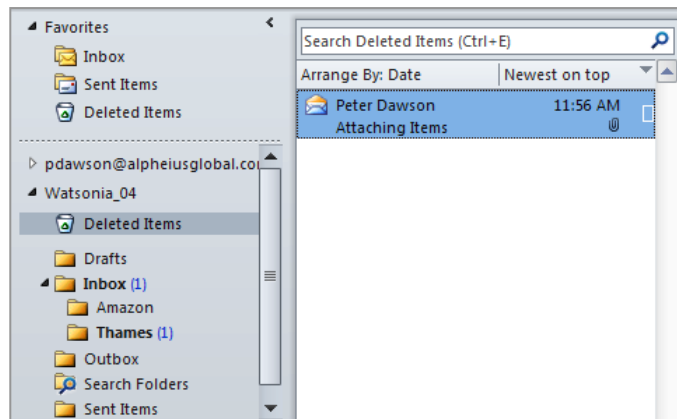 Favorites
Inbox
Sent Items
Deleted Items
pdawson@alpheiusglobal.co
Watsonia_04
Deleted Items
Drafts
Inbox (1)
Amazon
Thames (1)
Outbox
Search Folders
Sent Items
Search Deleted Items (Ctrl+E)
Arrange By: Date Newest on top
Peter Dawson 11:56 AM
Attaching Items